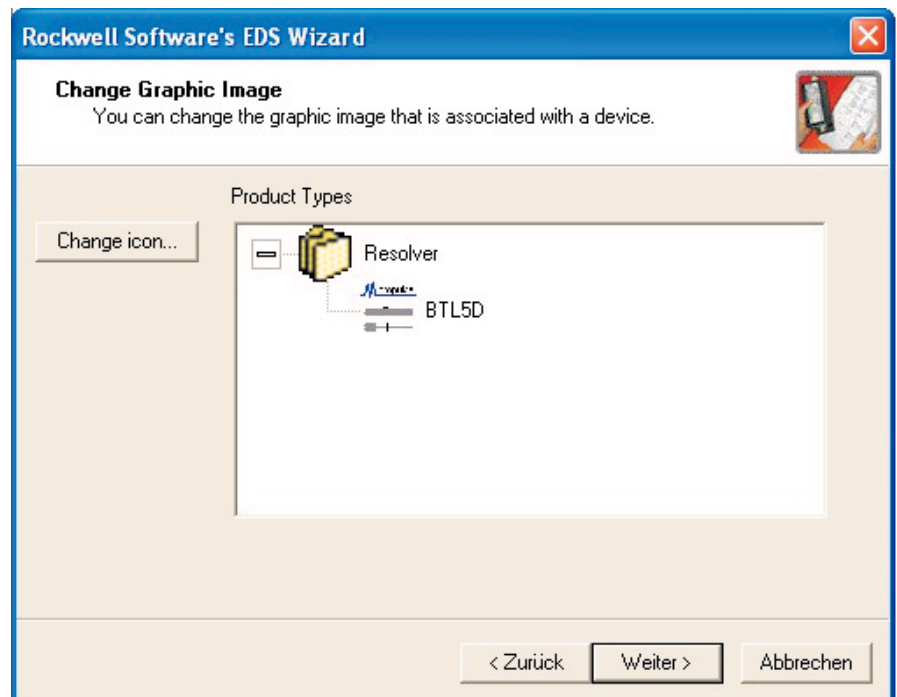 Rockwell Software's EDS Wizard
Change Graphic Image
You can change the graphic image that is associated with a device.
Product Types
Change icon...
Resolver
BTL5D
< Zurück
Weiter >
Abbrechen